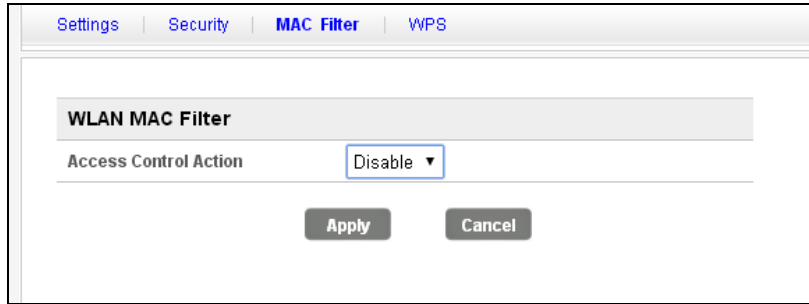 Settings | Security | MAC Filter | WPS
WLAN MAC Filter
Access Control Action Disable ▼
Apply Cancel